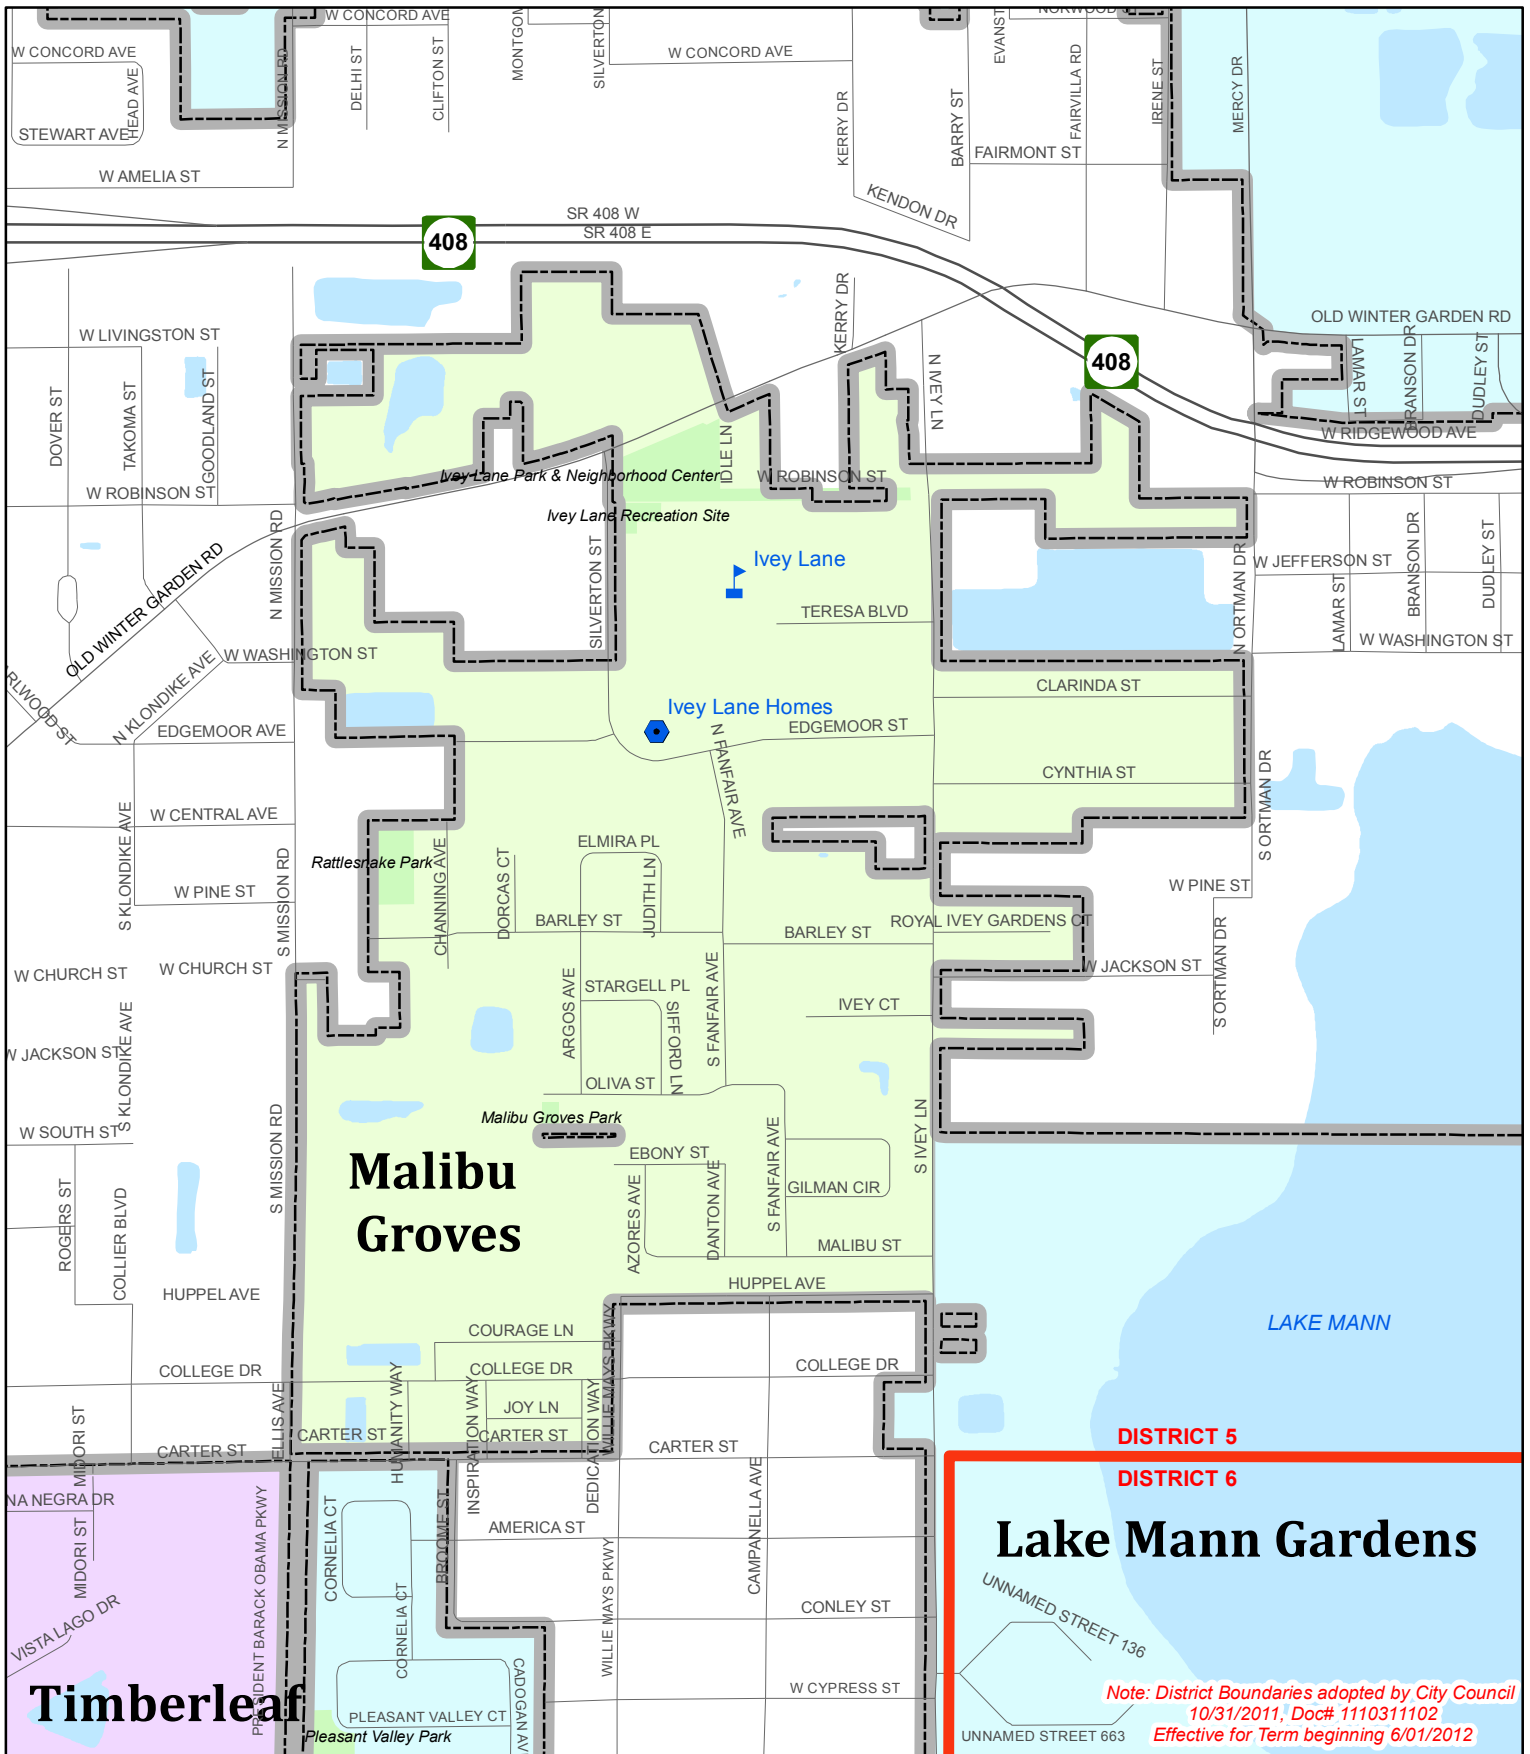 W CONCORD AVE
NORWOOD
W CONCORD AVE
W CONCORD AVE
HEAD AVE
STEWART AVE
N MISSION RD
DELHI ST
CLIFTON ST
SILVERTON
EVANST
KERRY DR
BARRY ST
FAIRVILLA RD
IRENE ST
MERCY DR
FAIRMONT ST
W AMELIA ST
KENDON DR
SR 408 W
SR 408 E
408
408
OLD WINTER GARDEN RD
W LIVINGSTON ST
KERRY DR
N IVEY LN
LAMAR ST
BRANSON DR
DUDLEY ST
DOVER ST
TAKOMA ST
GOODLAND ST
IDLE LN
W RIDGEWOOD AVE
Ivey Lane Park & Neighborhood Center
W ROBINSON ST
W ROBINSON ST
W ROBINSON ST
Ivey Lane Recreation Site
N MISSION RD
OLD WINTER GARDEN RD
SILVERTON ST
Ivey Lane
TERESA BLVD
N ORTMAN DR
W JEFFERSON ST
LAMAR ST
BRANSON DR
DUDLEY ST
W WASHINGTON ST
W WASHINGTON ST
RLWOOD ST
N KLONDIKE AVE
CLARINDA ST
Ivey Lane Homes
EDGEMOOR AVE
EDGEMOOR ST
N FANFAIR AVE
CYNTHIA ST
S ORTMAN DR
W CENTRAL AVE
S KLONDIKE AVE
S MISSION RD
ELMIRA PL
Rattlesnake Park
CHANNING AVE
DORCAS CT
JUDITH LN
W PINE ST
W PINE ST
BARLEY ST
BARLEY ST
ROYAL IVEY GARDENS CT
W CHURCH ST
W CHURCH ST
W JACKSON ST
S ORTMAN DR
STARGELL PL
ARGOS AVE
SIFFORD LN
S FANFAIR AVE
IVEY CT
W JACKSON ST
S KLONDIKE AVE
OLIVA ST
Malibu Groves Park
W SOUTH ST
S MISSION RD
S IVEY LN
Malibu
Groves
EBONY ST
S FANFAIR AVE
GILMAN CIR
ROGERS ST
COLLIER BLVD
AZORES AVE
DANTON AVE
MALIBU ST
HUPPEL AVE
HUPPEL AVE
LAKE MANN
COURAGE LN
WILLIE MAYS PKWY
COLLEGE DR
COLLEGE DR
COLLEGE DR
MIDORI ST
ELLIS AVE
HUMANITY WAY
INSPIRATION WAY
JOY LN
DEDICATION WAY
CARTER ST
CARTER ST
CARTER ST
CARTER ST
DISTRICT 5
DISTRICT 6
NA NEGRA DR
MIDORI ST
PRESIDENT BARACK OBAMA PKWY
CORNELIA CT
BROOME ST
AMERICA ST
CAMPANELLA AVE
WILLIE MAYS PKWY
Lake Mann Gardens
VISTA LAGO DR
CORNELIA CT
CONLEY ST
UNNAMED STREET 136
Timberleaf
PLEASANT VALLEY CT
CADOGAN AV
W CYPRESS ST
Pleasant Valley Park
UNNAMED STREET 663
Note: District Boundaries adopted by City Council
10/31/2011, Doc# 1110311102
Effective for Term beginning 6/01/2012